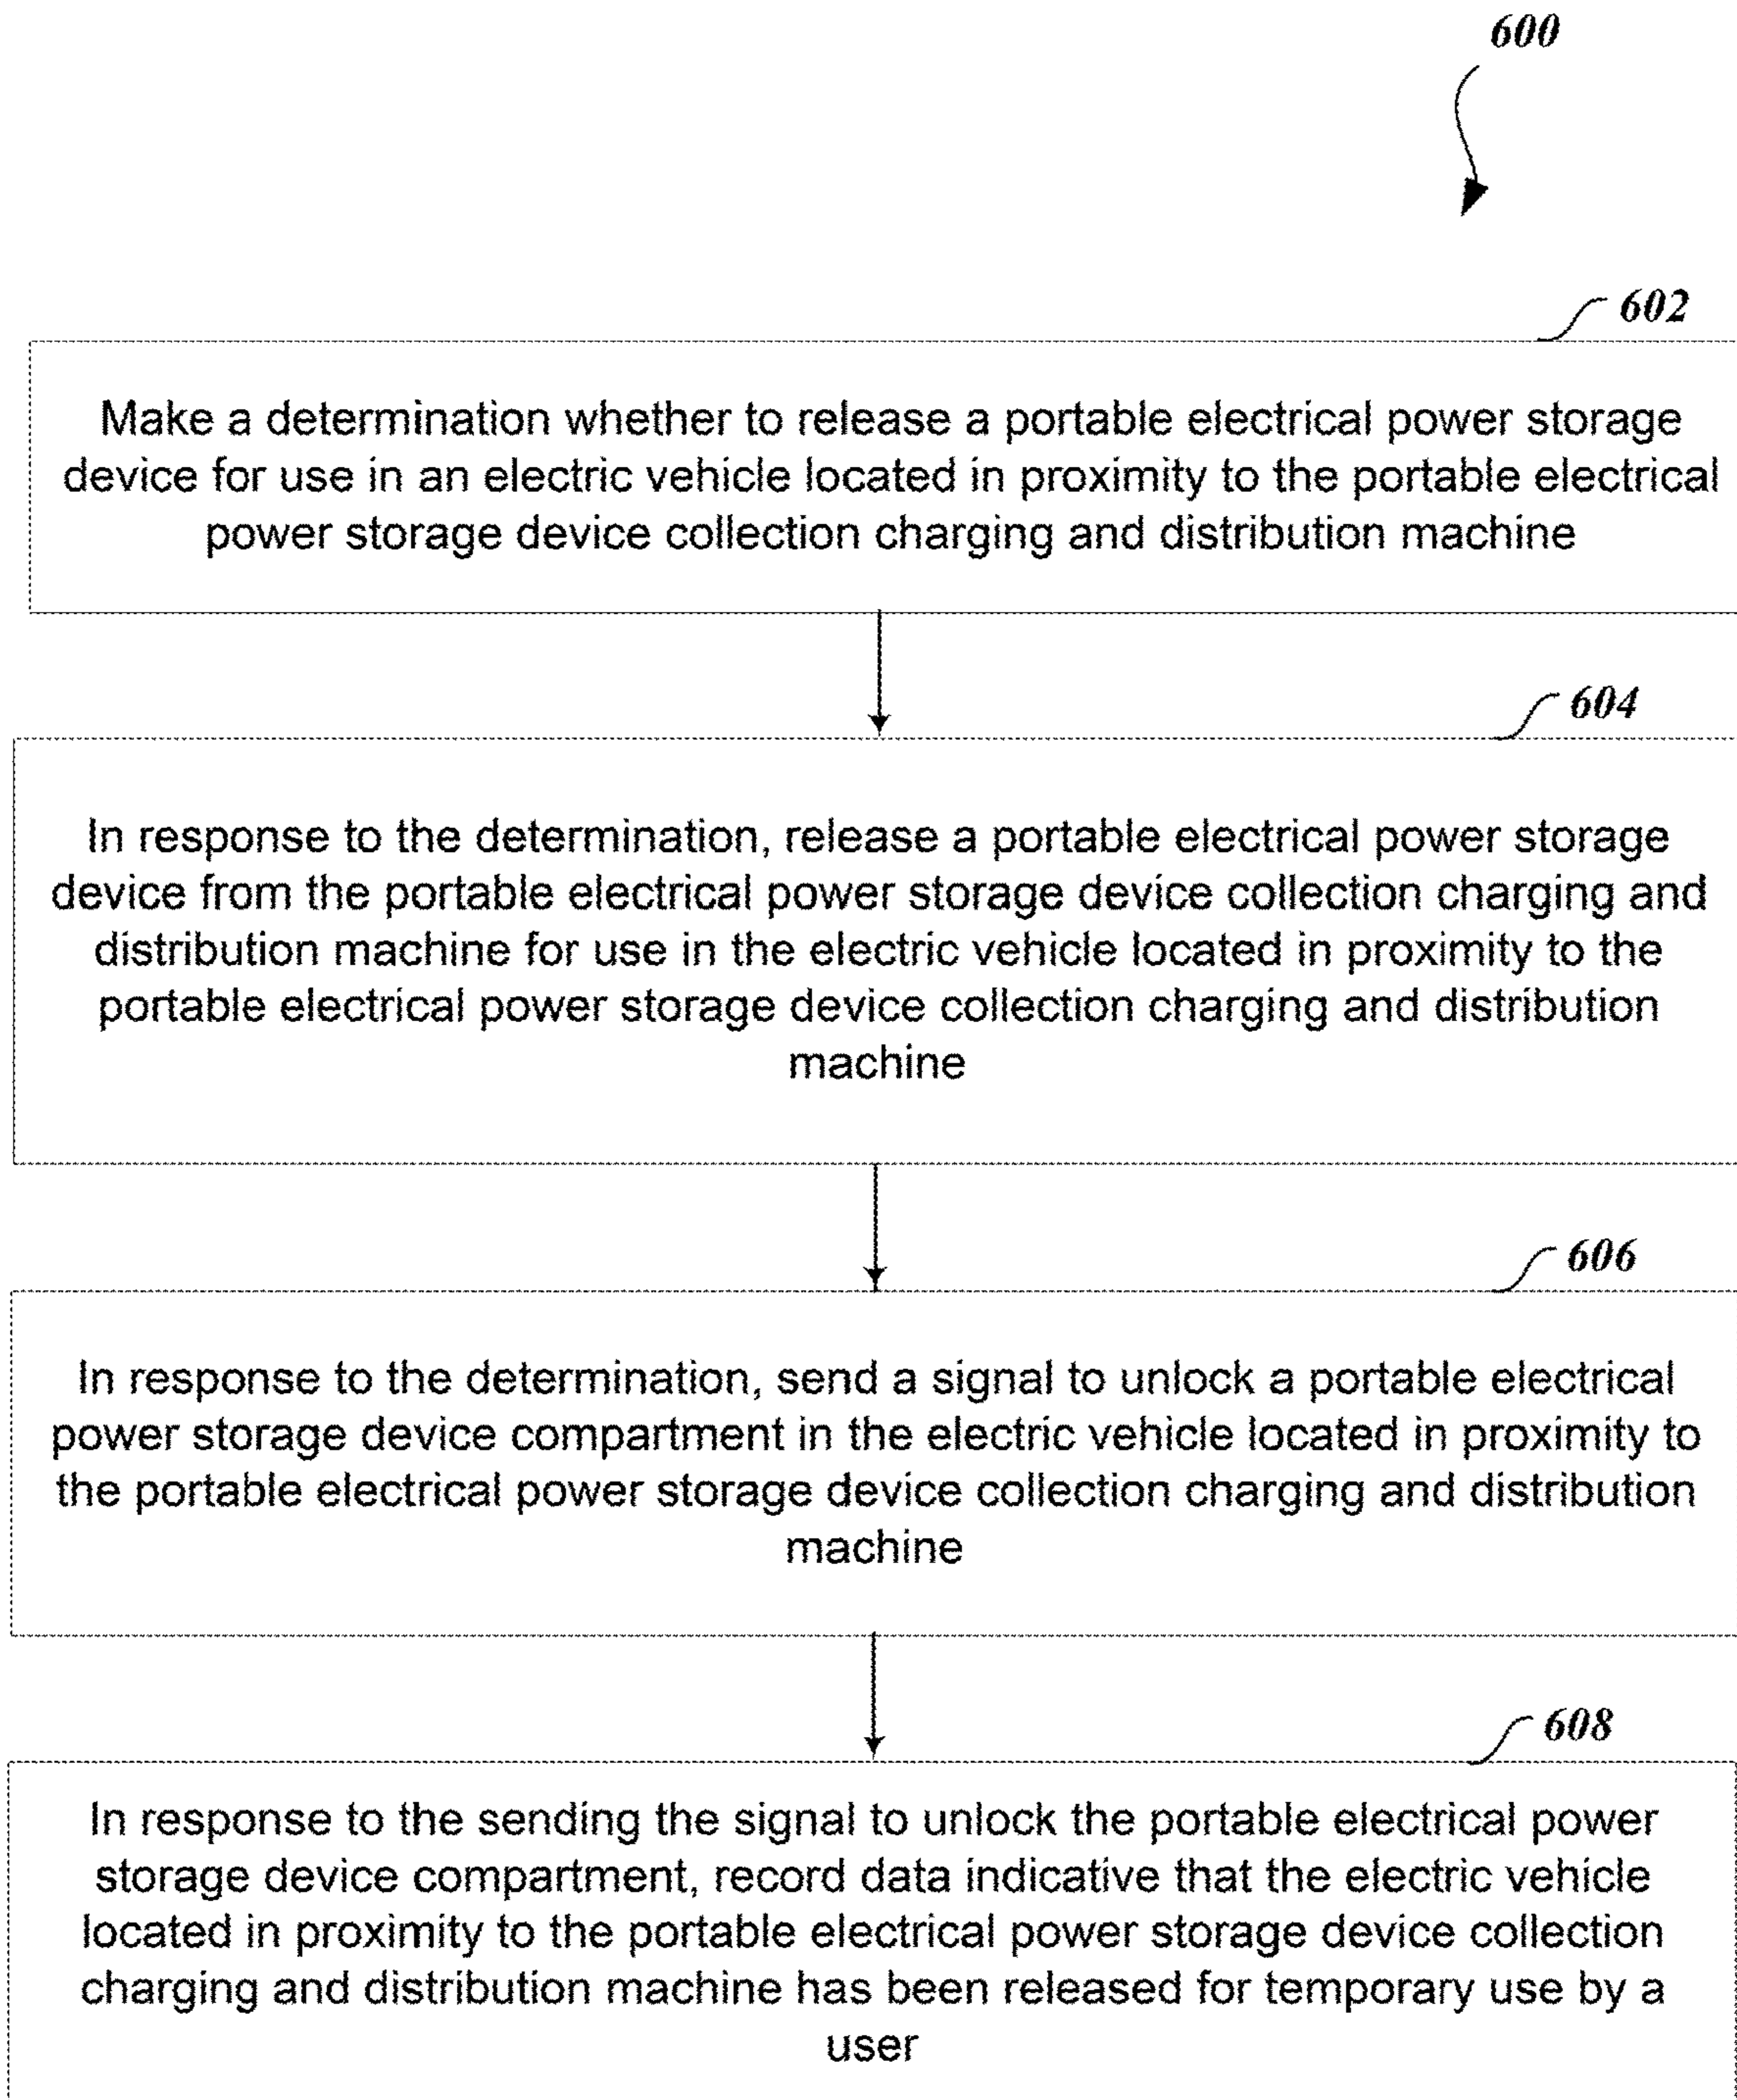 600
602
Make a determination whether to release a portable electrical power storage
device for use in an electric vehicle located in proximity to the portable electrical
power storage device collection charging and distribution machine
604
In response to the determination, release a portable electrical power storage
device from the portable electrical power storage device collection charging and
distribution machine for use in the electric vehicle located in proximity to the
portable electrical power storage device collection charging and distribution
machine
606
In response to the determination, send a signal to unlock a portable electrical
power storage device compartment in the electric vehicle located in proximity to
the portable electrical power storage device collection charging and distribution
machine
608
In response to the sending the signal to unlock the portable electrical power
storage device compartment, record data indicative that the electric vehicle
located in proximity to the portable electrical power storage device collection
charging and distribution machine has been released for temporary use by a
user